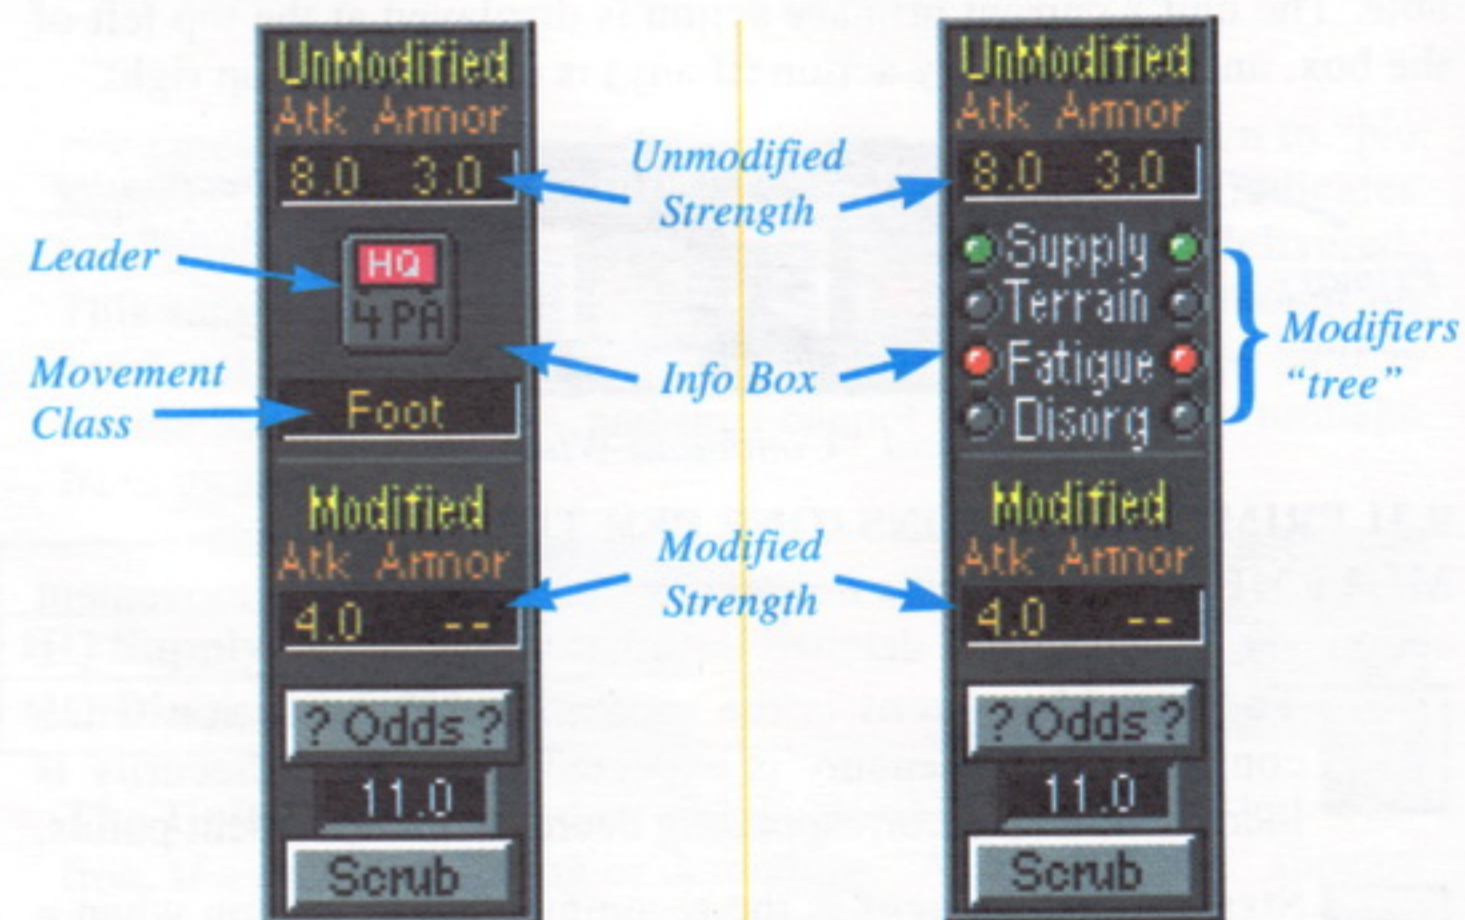 UnModified
Atk Armor
8.0 3.0
HQ
4 PA
Foot
Modified
Atk Armor
4.0 --
? Odds ?
11.0
Scrub
Leader
Movement
Class
Unmodified
Strength
Info Box
Modified
Strength
UnModified
Atk Armor
8.0 3.0
Supply
Terrain
Fatigue
Disorg
Modified
Atk Armor
4.0 --
? Odds ?
11.0
Scrub
Modifiers
“tree”